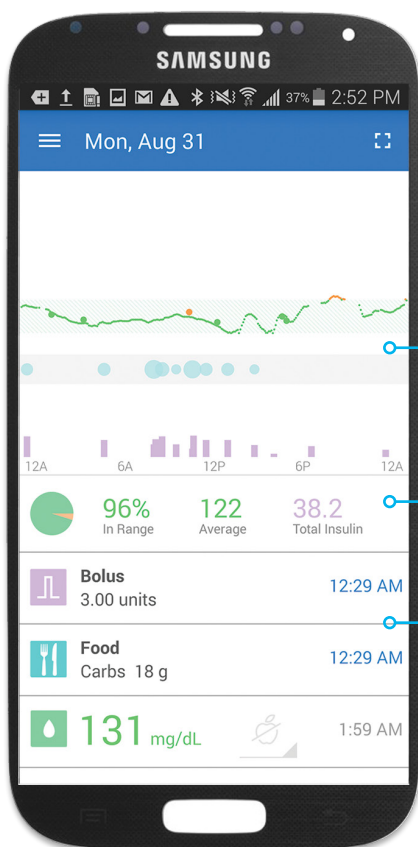 SAMSUNG
37% 2:52 PM
Mon, Aug 31
12A 6A 12P 6P 12A
96% 122 38.2
In Range Average Total Insulin
Bolus
3.00 units
12:29 AM
Food
Carbs 18 g
12:29 AM
131 mg/dL
1:59 AM